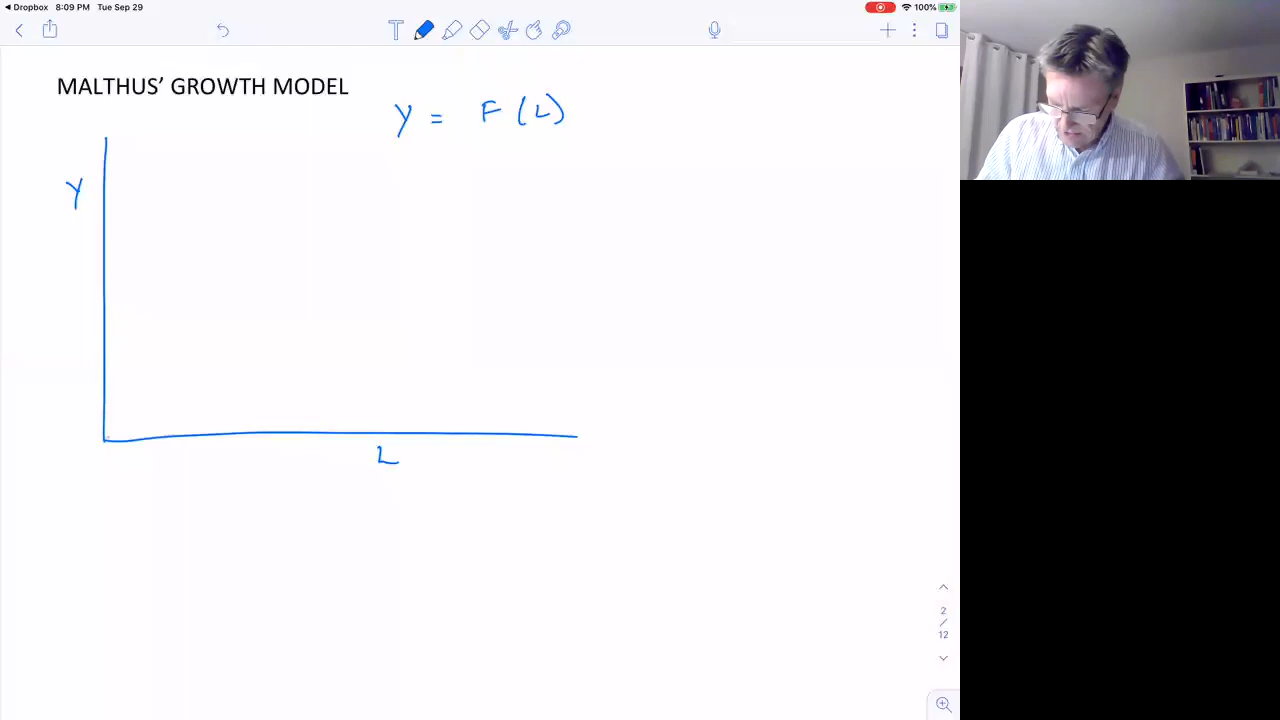 Dropbox 8:09 PM Tue Sep 29 100%
T
MALTHUS' GROWTH MODEL
Y = F (L)
Y
L
2
/
12